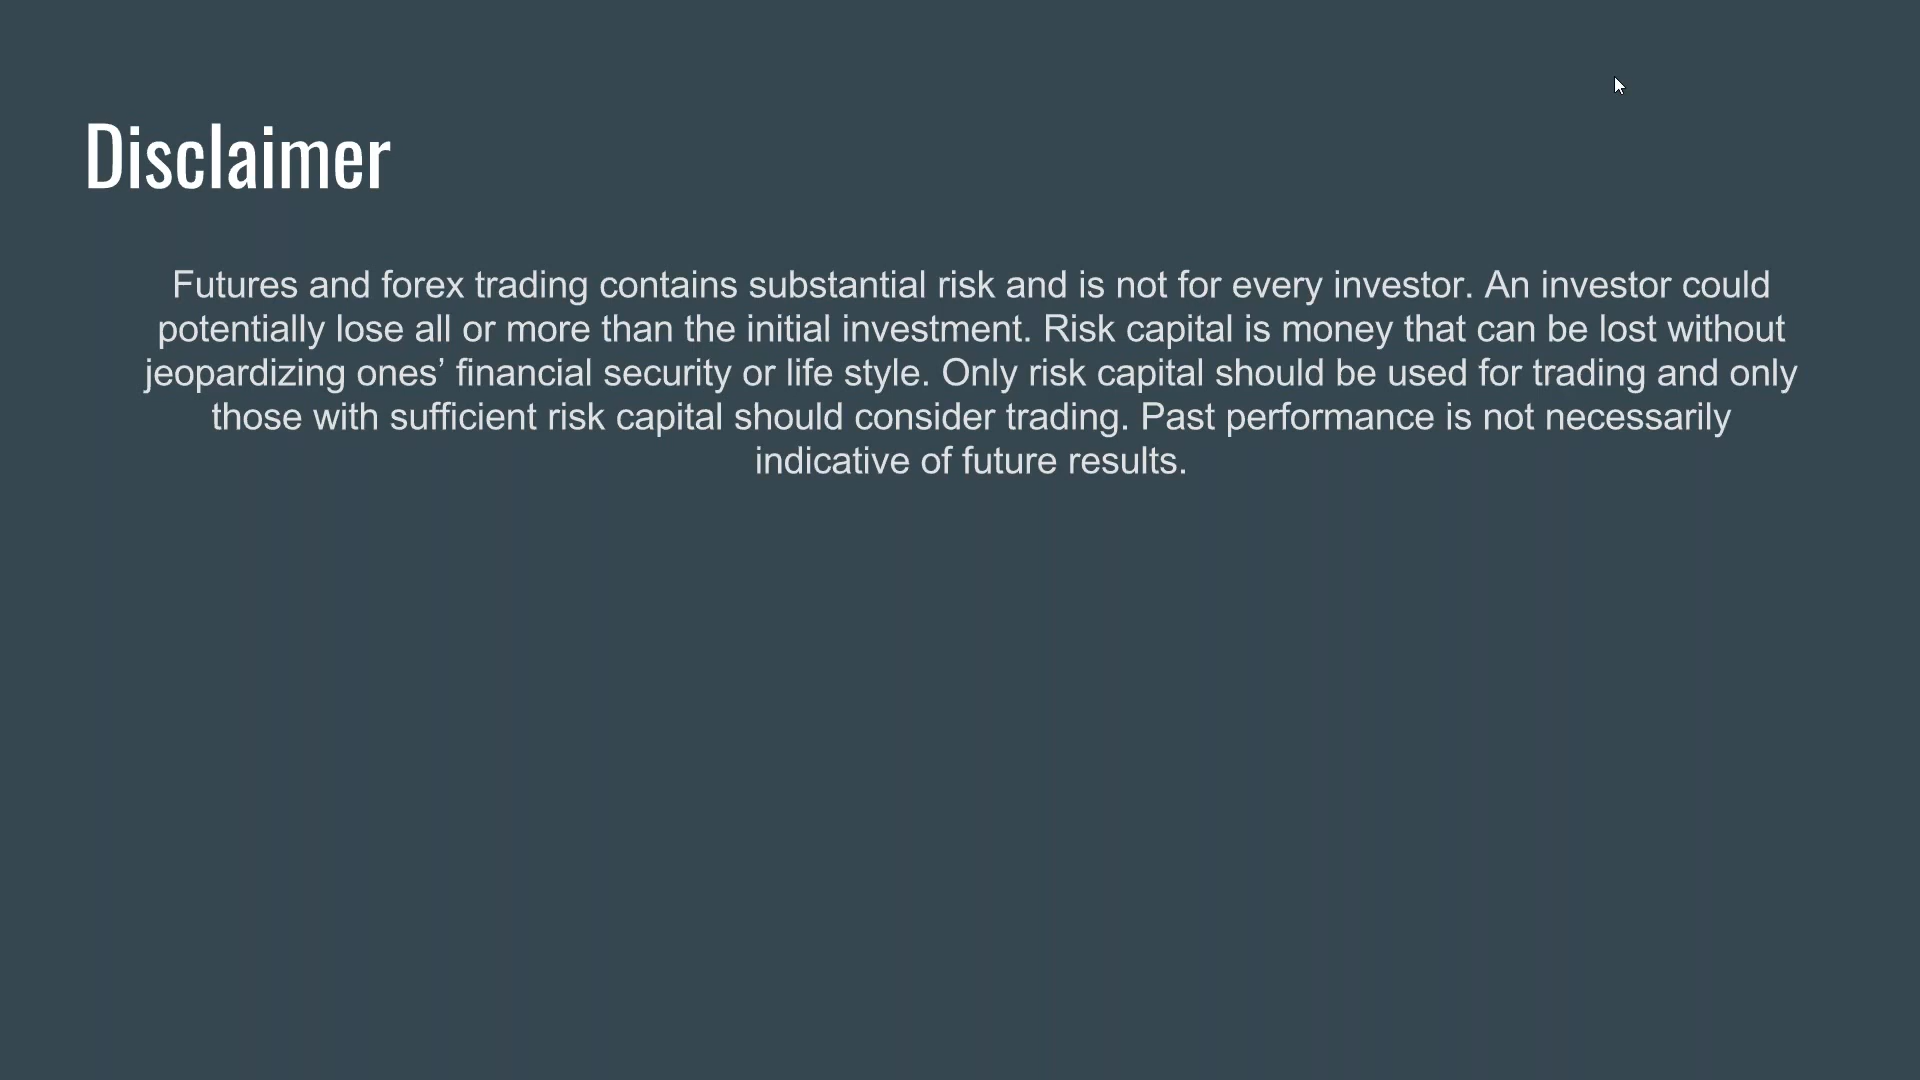 Disclaimer
Futures and forex trading contains substantial risk and is not for every investor. An investor could
potentially lose all or more than the initial investment. Risk capital is money that can be lost without
jeopardizing ones’ financial security or life style. Only risk capital should be used for trading and only
those with sufficient risk capital should consider trading. Past performance is not necessarily
indicative of future results.